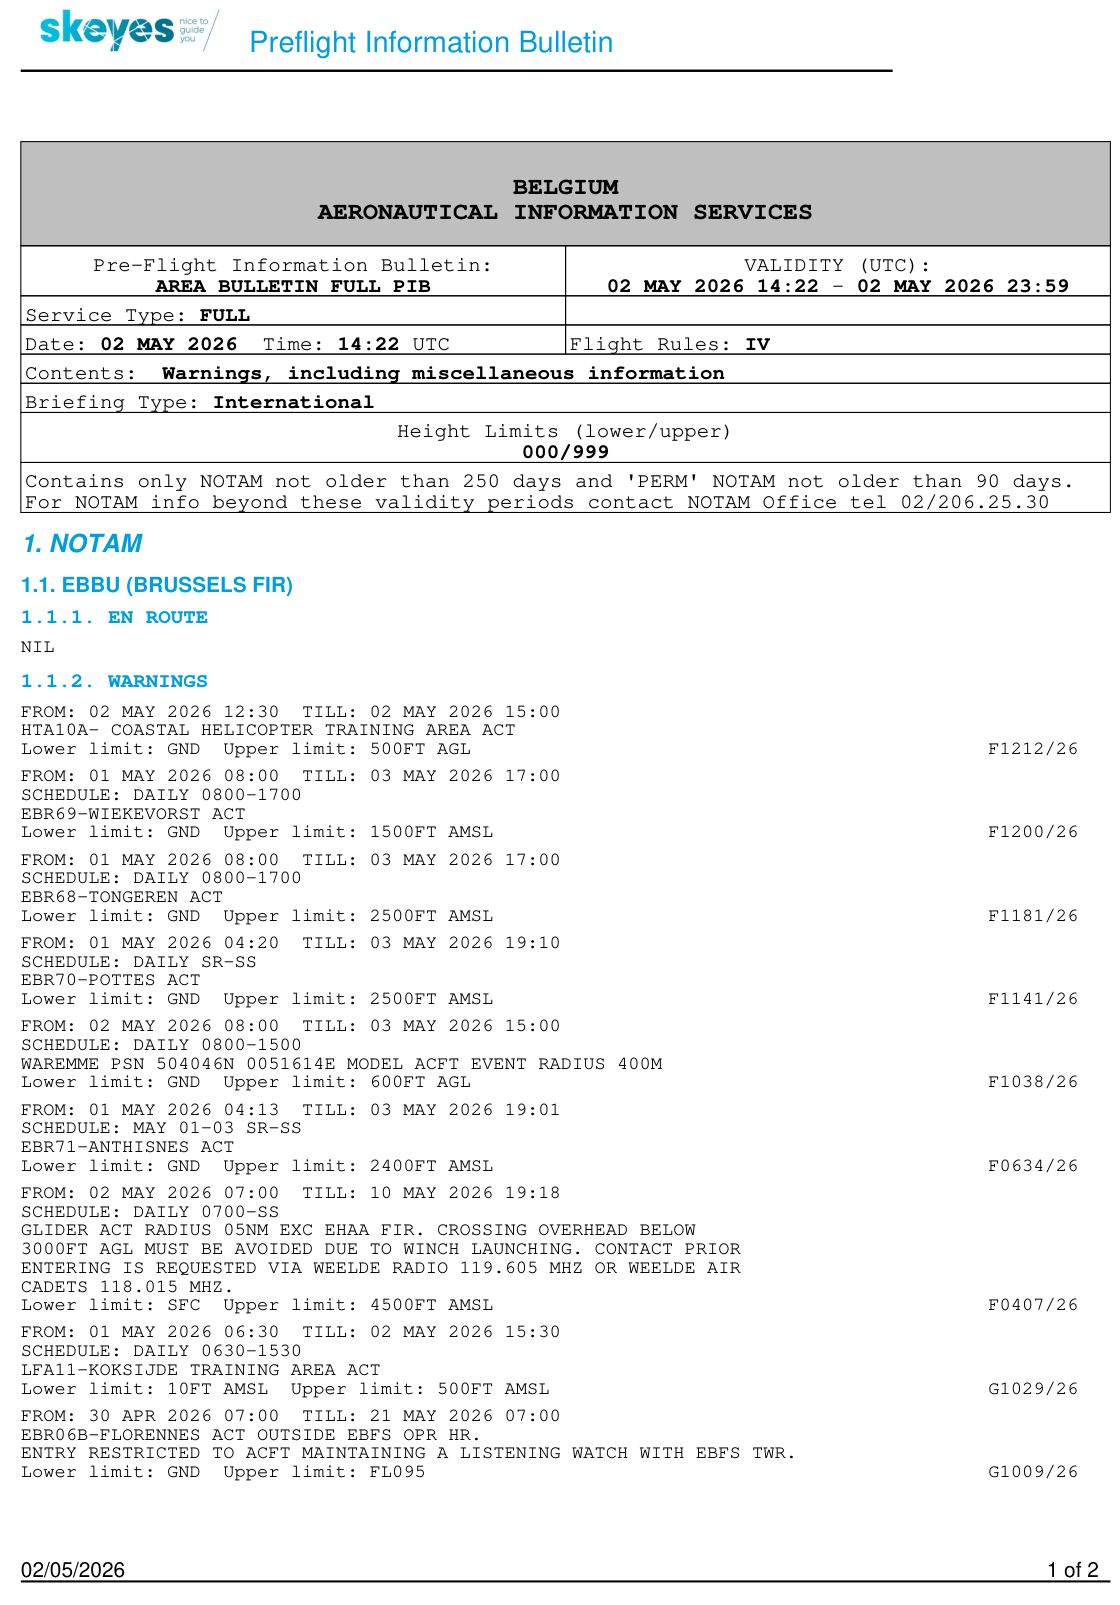 skeyes nice to guide you
Preflight Information Bulletin
BELGIUM
AERONAUTICAL INFORMATION SERVICES
Pre-Flight Information Bulletin:
AREA BULLETIN FULL PIB
VALIDITY (UTC):
02 MAY 2026 14:22 - 02 MAY 2026 23:59
Service Type: FULL
Date: 02 MAY 2026  Time: 14:22 UTC
Flight Rules: IV
Contents:  Warnings, including miscellaneous information
Briefing Type: International
Height Limits (lower/upper)
000/999
Contains only NOTAM not older than 250 days and 'PERM' NOTAM not older than 90 days.
For NOTAM info beyond these validity periods contact NOTAM Office tel 02/206.25.30
1. NOTAM
1.1. EBBU (BRUSSELS FIR)
1.1.1. EN ROUTE
NIL
1.1.2. WARNINGS
FROM: 02 MAY 2026 12:30  TILL: 02 MAY 2026 15:00
HTA10A- COASTAL HELICOPTER TRAINING AREA ACT
Lower limit: GND  Upper limit: 500FT AGL F1212/26
FROM: 01 MAY 2026 08:00  TILL: 03 MAY 2026 17:00
SCHEDULE: DAILY 0800-1700
EBR69-WIEKEVORST ACT
Lower limit: GND  Upper limit: 1500FT AMSL F1200/26
FROM: 01 MAY 2026 08:00  TILL: 03 MAY 2026 17:00
SCHEDULE: DAILY 0800-1700
EBR68-TONGEREN ACT
Lower limit: GND  Upper limit: 2500FT AMSL F1181/26
FROM: 01 MAY 2026 04:20  TILL: 03 MAY 2026 19:10
SCHEDULE: DAILY SR-SS
EBR70-POTTES ACT
Lower limit: GND  Upper limit: 2500FT AMSL F1141/26
FROM: 02 MAY 2026 08:00  TILL: 03 MAY 2026 15:00
SCHEDULE: DAILY 0800-1500
WAREMME PSN 504046N 0051614E MODEL ACFT EVENT RADIUS 400M
Lower limit: GND  Upper limit: 600FT AGL F1038/26
FROM: 01 MAY 2026 04:13  TILL: 03 MAY 2026 19:01
SCHEDULE: MAY 01-03 SR-SS
EBR71-ANTHISNES ACT
Lower limit: GND  Upper limit: 2400FT AMSL F0634/26
FROM: 02 MAY 2026 07:00  TILL: 10 MAY 2026 19:18
SCHEDULE: DAILY 0700-SS
GLIDER ACT RADIUS 05NM EXC EHAA FIR. CROSSING OVERHEAD BELOW
3000FT AGL MUST BE AVOIDED DUE TO WINCH LAUNCHING. CONTACT PRIOR
ENTERING IS REQUESTED VIA WEELDE RADIO 119.605 MHZ OR WEELDE AIR
CADETS 118.015 MHZ.
Lower limit: SFC  Upper limit: 4500FT AMSL F0407/26
FROM: 01 MAY 2026 06:30  TILL: 02 MAY 2026 15:30
SCHEDULE: DAILY 0630-1530
LFA11-KOKSIJDE TRAINING AREA ACT
Lower limit: 10FT AMSL  Upper limit: 500FT AMSL G1029/26
FROM: 30 APR 2026 07:00  TILL: 21 MAY 2026 07:00
EBR06B-FLORENNES ACT OUTSIDE EBFS OPR HR.
ENTRY RESTRICTED TO ACFT MAINTAINING A LISTENING WATCH WITH EBFS TWR.
Lower limit: GND  Upper limit: FL095 G1009/26
02/05/2026 1 of 2